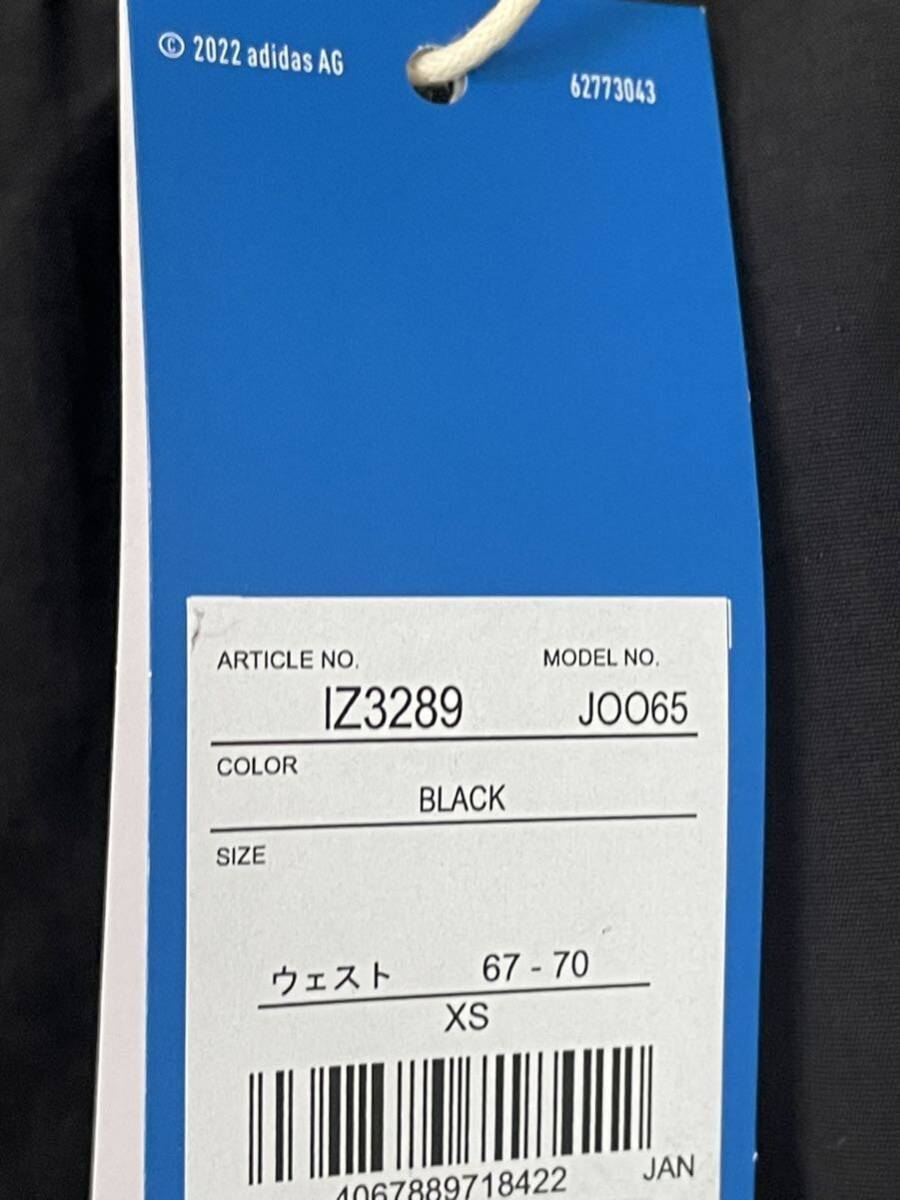 © 2022 adidas AG
62773043
ARTICLE NO. MODEL NO.
IZ3289 JOO65
COLOR
BLACK
SIZE
ウェスト 67 - 70
XS
4067889718422 JAN